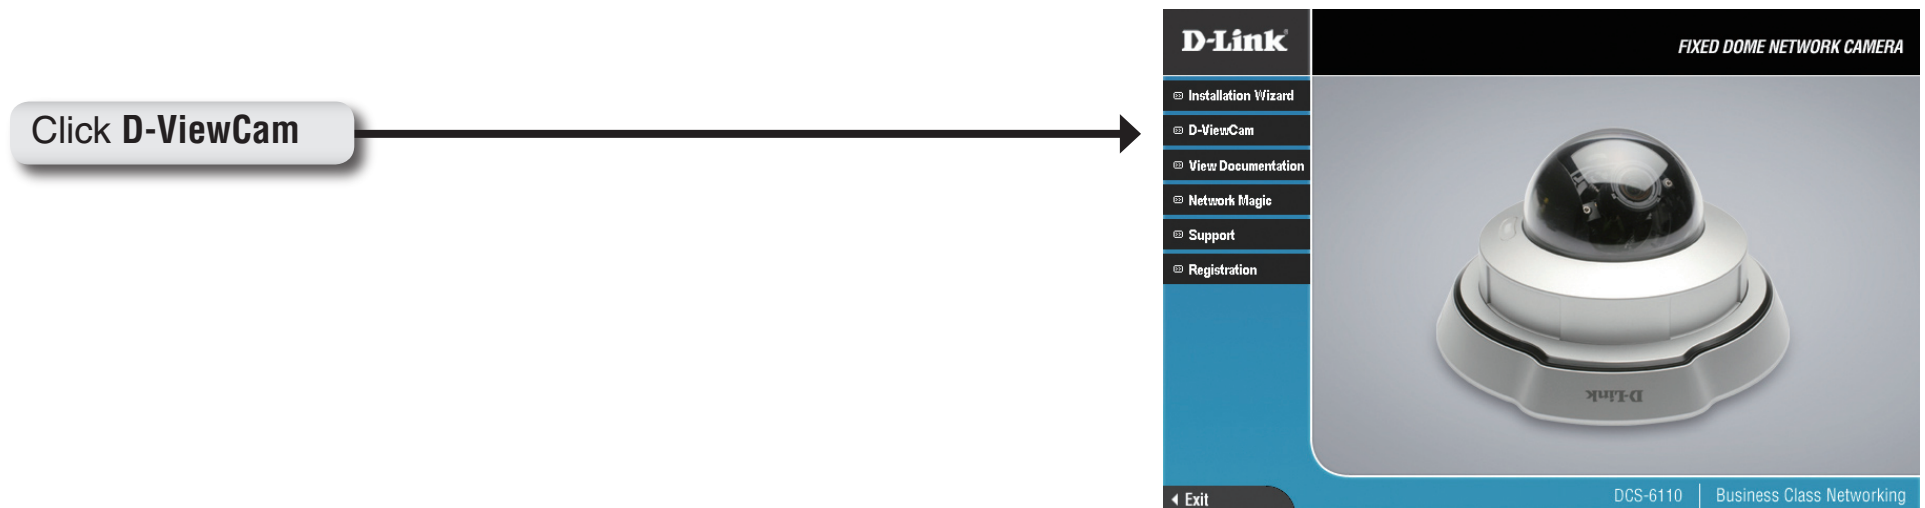 Click D-ViewCam
D-Link
FIXED DOME NETWORK CAMERA
Installation Wizard
D-ViewCam
View Documentation
Network Magic
Support
Registration
D-Link
Exit
DCS-6110 | Business Class Networking